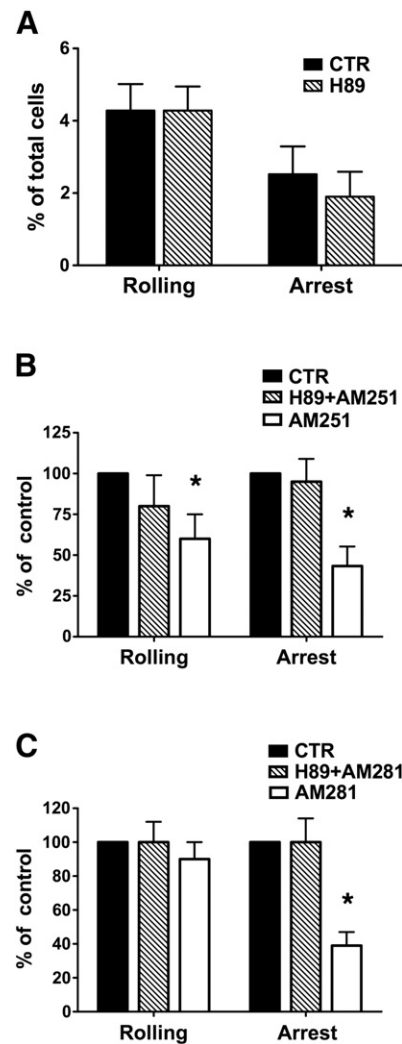 A
CTR
H89
% of total cells
6
4
2
0
Rolling Arrest
B
CTR
H89+AM251
AM251
% of control
125
100
75
50
25
0
*
*
Rolling Arrest
C
CTR
H89+AM281
AM281
% of control
120
100
80
60
40
20
0
*
Rolling Arrest